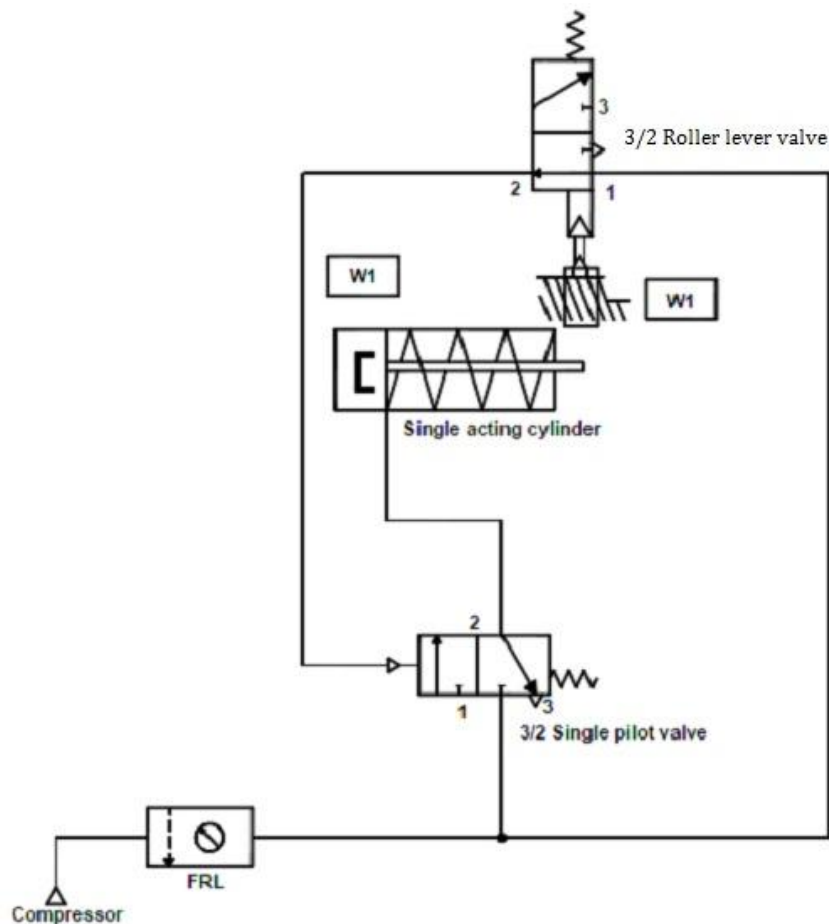 3
3/2 Roller lever valve
2
1
W1
W1
Single acting cylinder
2
1
3
3/2 Single pilot valve
FRL
Compressor